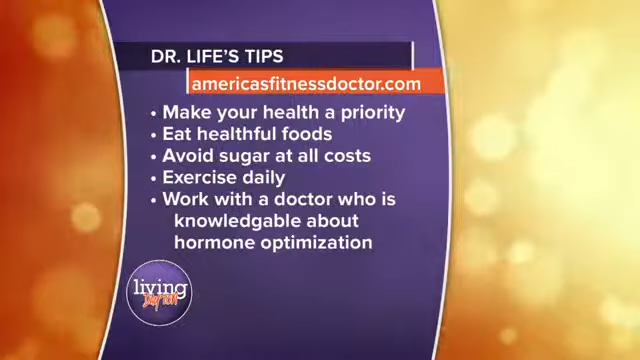 DR. LIFE'S TIPS
americasfitnessdoctor.com
• Make your health a priority
• Eat healthful foods
• Avoid sugar at all costs
• Exercise daily
• Work with a doctor who is
knowledgable about
hormone optimization
living
DAYTON